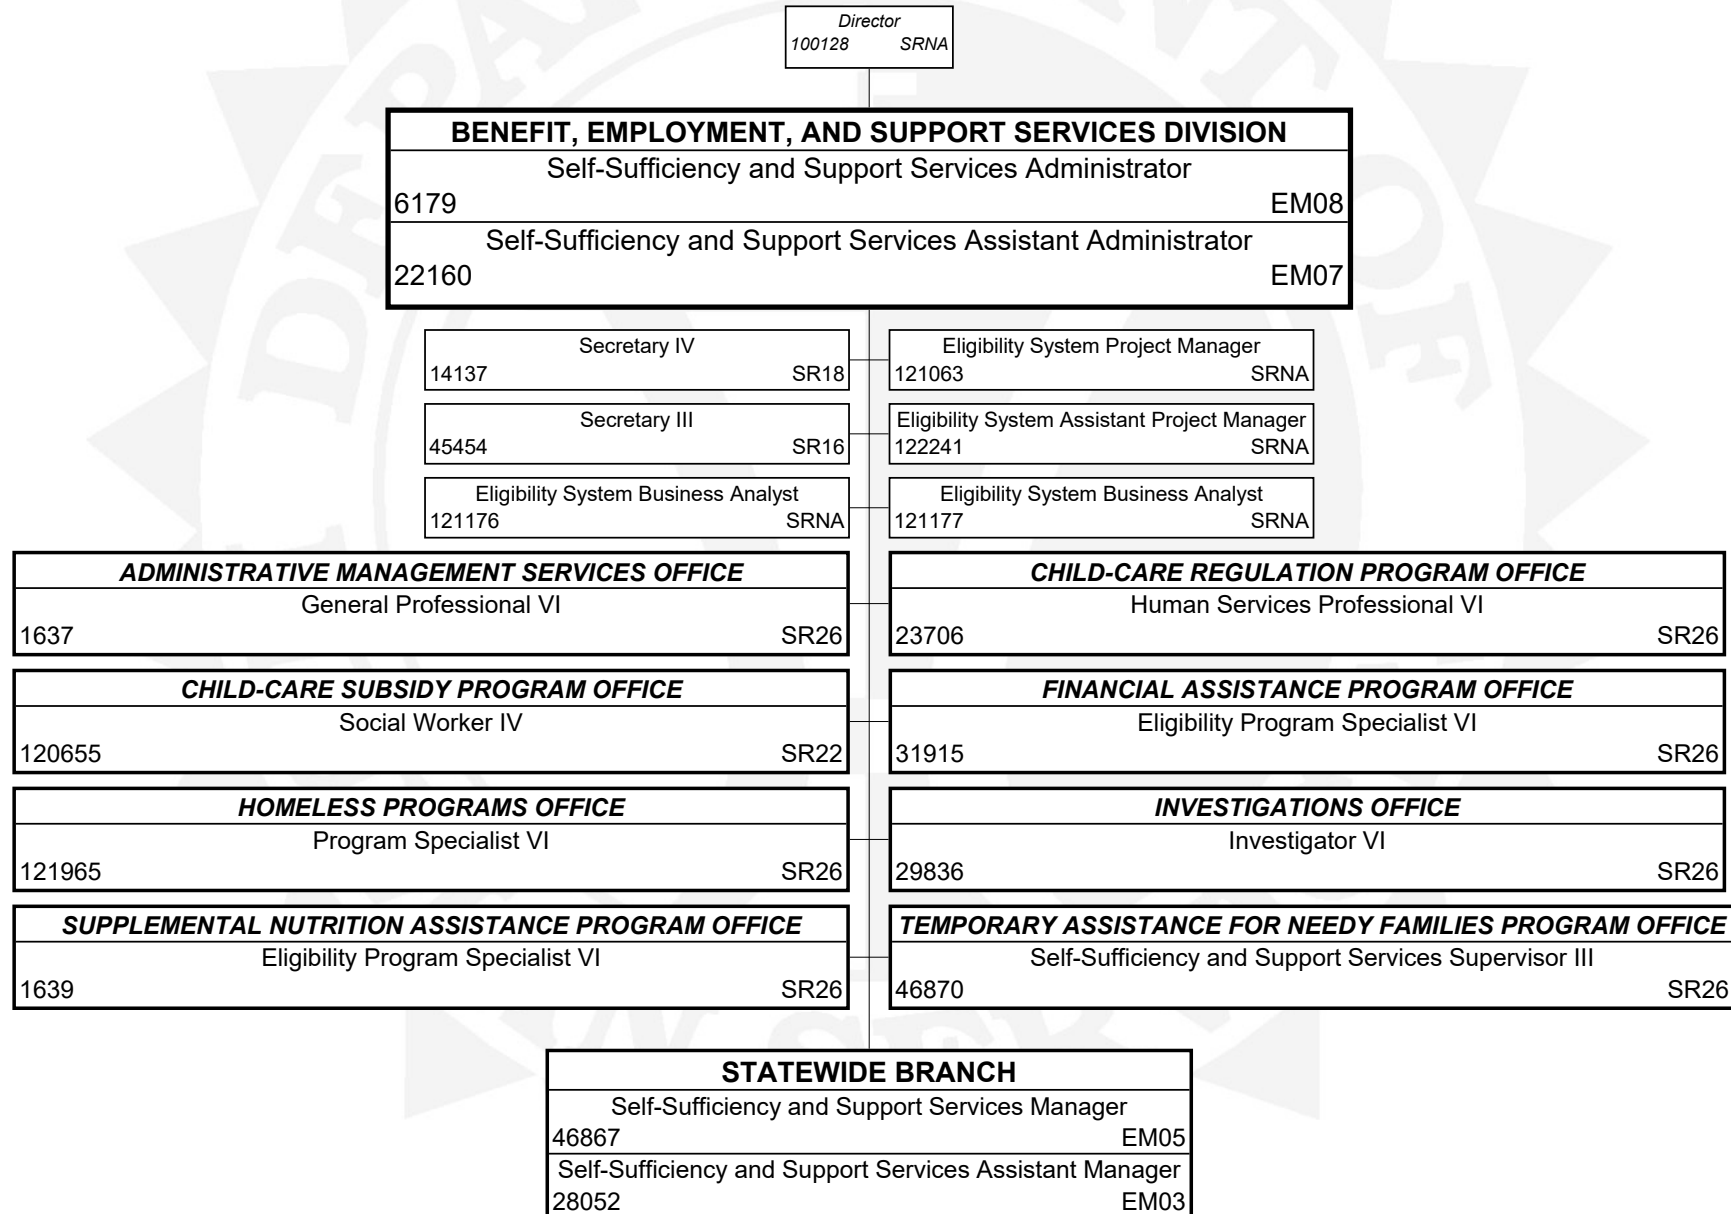 Director
100128 SRNA
BENEFIT, EMPLOYMENT, AND SUPPORT SERVICES DIVISION
Self-Sufficiency and Support Services Administrator
6179 EM08
Self-Sufficiency and Support Services Assistant Administrator
22160 EM07
Secretary IV
14137 SR18
Eligibility System Project Manager
121063 SRNA
Secretary III
45454 SR16
Eligibility System Assistant Project Manager
122241 SRNA
Eligibility System Business Analyst
121176 SRNA
Eligibility System Business Analyst
121177 SRNA
ADMINISTRATIVE MANAGEMENT SERVICES OFFICE
General Professional VI
1637 SR26
CHILD-CARE REGULATION PROGRAM OFFICE
Human Services Professional VI
23706 SR26
CHILD-CARE SUBSIDY PROGRAM OFFICE
Social Worker IV
120655 SR22
FINANCIAL ASSISTANCE PROGRAM OFFICE
Eligibility Program Specialist VI
31915 SR26
HOMELESS PROGRAMS OFFICE
Program Specialist VI
121965 SR26
INVESTIGATIONS OFFICE
Investigator VI
29836 SR26
SUPPLEMENTAL NUTRITION ASSISTANCE PROGRAM OFFICE
Eligibility Program Specialist VI
1639 SR26
TEMPORARY ASSISTANCE FOR NEEDY FAMILIES PROGRAM OFFICE
Self-Sufficiency and Support Services Supervisor III
46870 SR26
STATEWIDE BRANCH
Self-Sufficiency and Support Services Manager
46867 EM05
Self-Sufficiency and Support Services Assistant Manager
28052 EM03